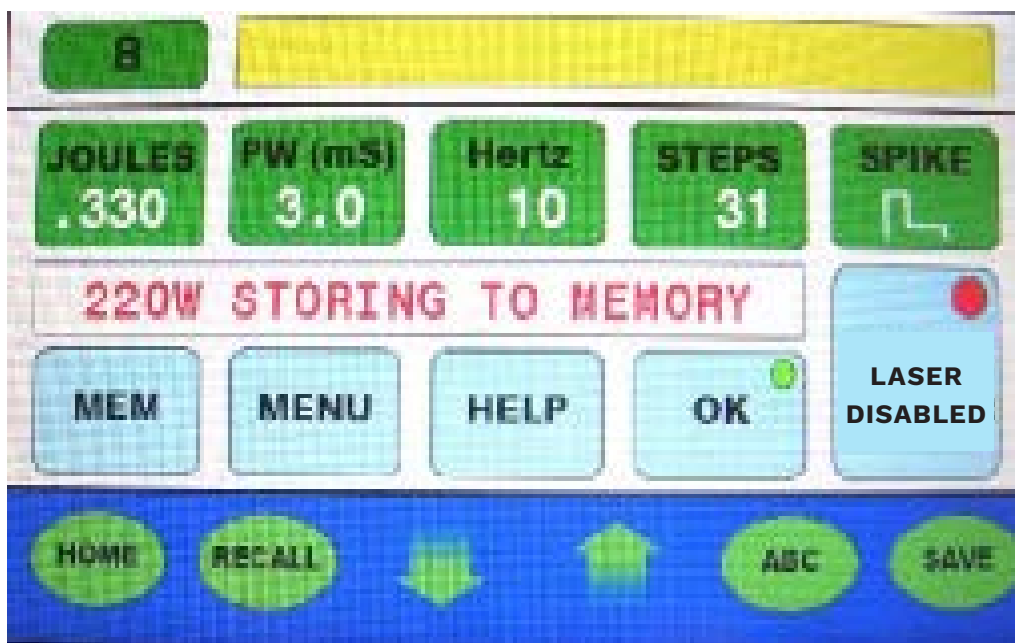 8
JOULES PW (mS) Hertz STEPS SPIKE
.330 3.0 10 31
220W STORING TO MEMORY
LASER
DISABLED
MEM MENU HELP OK
HOME RECALL ABC SAVE